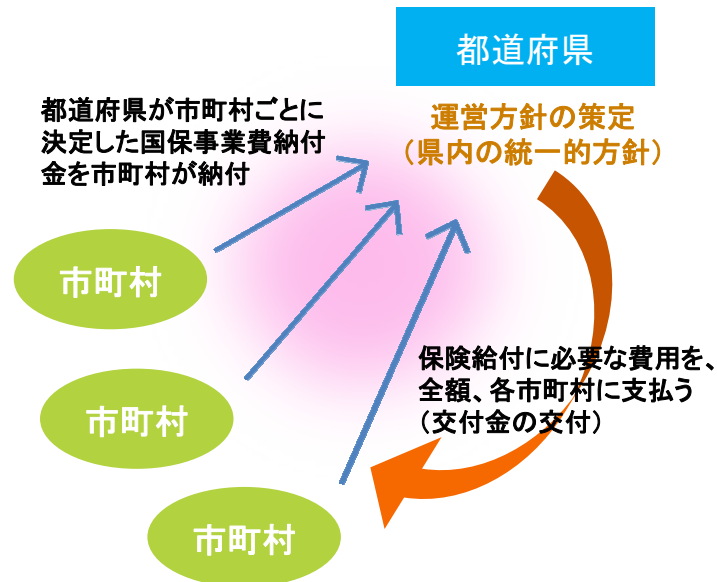 都道府県
都道府県が市町村ごとに
決定した国保事業費納付
金を市町村が納付
運営方針の策定
（県内の統一的方針）
市町村
保険給付に必要な費用を、
全額、各市町村に支払う
（交付金の交付）
市町村
市町村